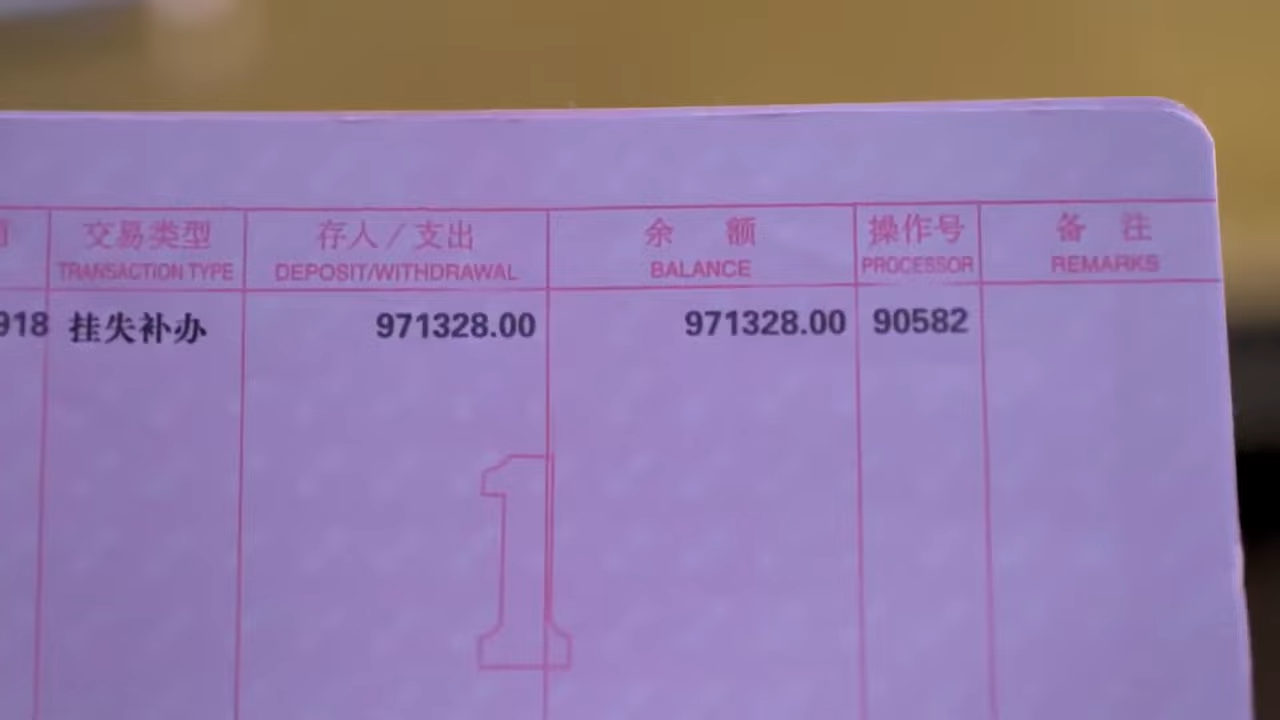 交易类型 存入／支出 余 额 操作号 备 注
TRANSACTION TYPE DEPOSIT/WITHDRAWAL BALANCE PROCESSOR REMARKS
918 挂失补办 971328.00 971328.00 90582
1